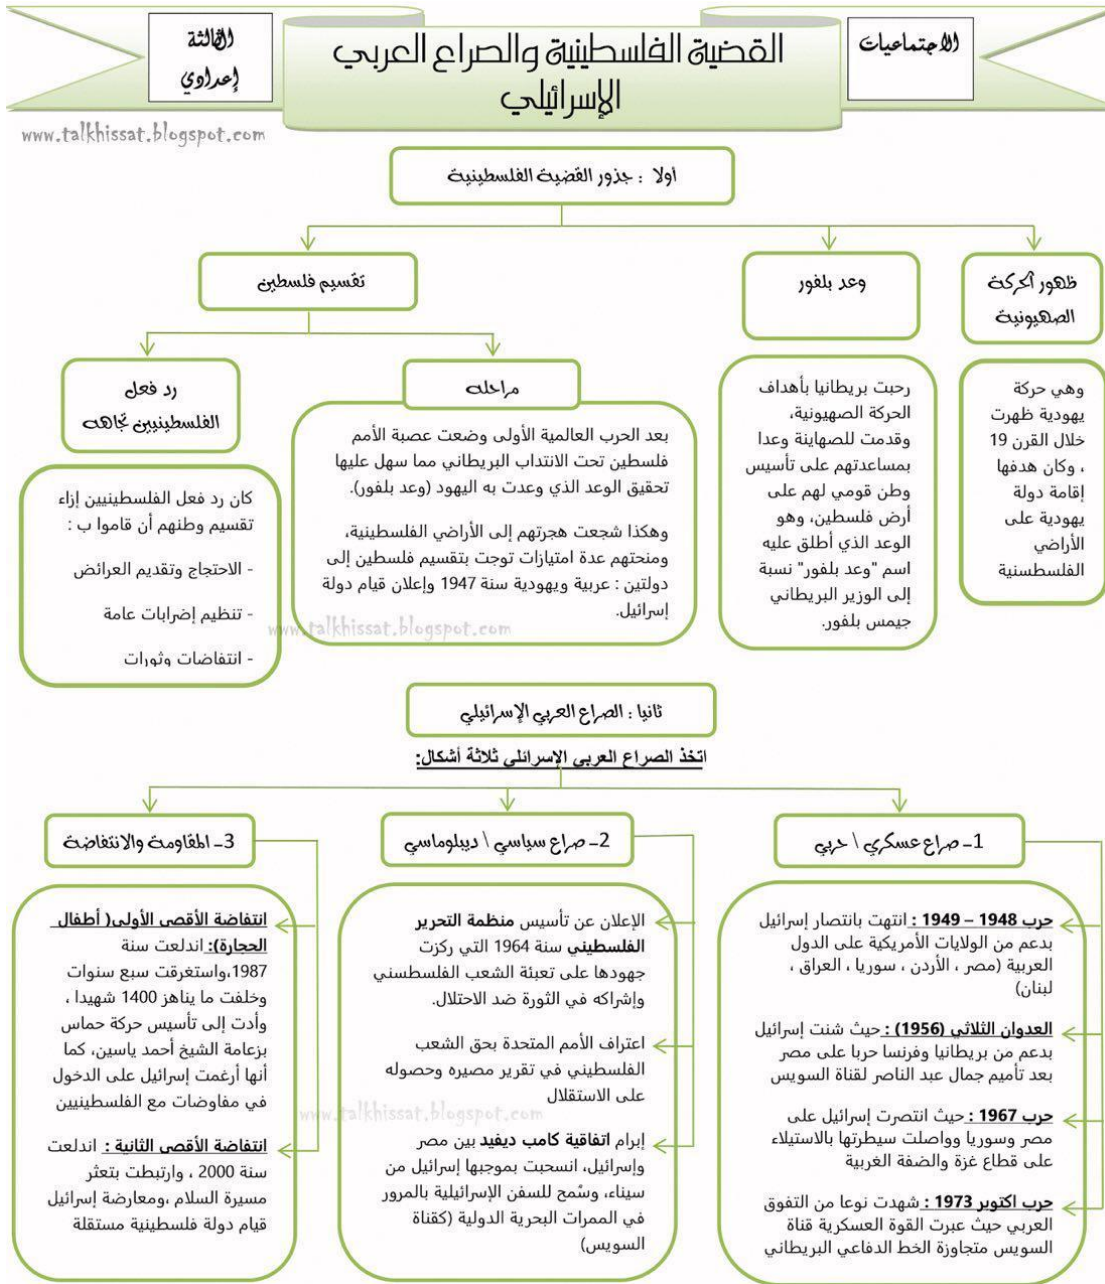 الاجتماعيات
القضية الفلسطينية والصراع العربي
الإسرائيلي
الثالثة
إعدادي
www.talkhissat.blogspot.com
أولا : جذور القضية الفلسطينية
ظهور الحركة
الصهيونية
وهي حركة
يهودية ظهرت
خلال القرن 19
، وكان هدفها
إقامة دولة
يهودية على
الأراضي
الفلسطسنية
وعد بلفور
رحبت بريطانيا بأهداف
الحركة الصهيونية،
وقدمت للصهاينة وعدا
بمساعدتهم على تأسيس
وطن قومي لهم على
أرض فلسطين، وهو
الوعد الذي أطلق عليه
اسم "وعد بلفور" نسبة
إلى الوزير البريطاني
جيمس بلفور.
تقسيم فلسطين
مراحله
بعد الحرب العالمية الأولى وضعت عصبة الأمم
فلسطين تحت الانتداب البريطاني مما سهل عليها
تحقيق الوعد الذي وعدت به اليهود (وعد بلفور).
وهكذا شجعت هجرتهم إلى الأراضي الفلسطينية،
ومنحتهم عدة امتيازات توجت بتقسيم فلسطين إلى
دولتين : عربية ويهودية سنة 1947 وإعلان قيام دولة
إسرائيل.
www.talkhissat.blogspot.com
رد فعل
الفلسطينيين تجاهه
كان رد فعل الفلسطينيين إزاء
تقسيم وطنهم أن قاموا ب :
- الاحتجاج وتقديم العرائض
- تنظيم إضرابات عامة
- انتفاضات وثورات
ثانيا : الصراع العربي الإسرائيلي
اتخذ الصراع العربي الإسرائلي ثلاثة أشكال:
1- صراع عسكري \ حربي
حرب 1948 – 1949 : انتهت بانتصار إسرائيل
بدعم من الولايات الأمريكية على الدول
العربية (مصر ، الأردن ، سوريا ، العراق ،
لبنان)
العدوان الثلاثي (1956) : حيث شنت إسرائيل
بدعم من بريطانيا وفرنسا حربا على مصر
بعد تأميم جمال عبد الناصر لقناة السويس
حرب 1967 : حيث انتصرت إسرائيل على
مصر وسوريا وواصلت سيطرتها بالاستيلاء
على قطاع غزة والضفة الغربية
حرب اكتوبر 1973 : شهدت نوعا من التفوق
العربي حيث عبرت القوة العسكرية قناة
السويس متجاوزة الخط الدفاعي البريطاني
2- صراع سياسي \ ديبلوماسي
الإعلان عن تأسيس منظمة التحرير
الفلسطيني سنة 1964 التي ركزت
جهودها على تعبئة الشعب الفلسطسني
وإشراكه في الثورة ضد الاحتلال.
اعتراف الأمم المتحدة بحق الشعب
الفلسطيني في تقرير مصيره وحصوله
على الاستقلال
www.talkhissat.blogspot.com
إبرام اتفاقية كامب ديفيد بين مصر
وإسرائيل، انسحبت بموجبها إسرائيل من
سيناء، وسُمح للسفن الإسرائيلية بالمرور
في الممرات البحرية الدولية (كقناة
السويس)
3- المقاومة والانتفاضة
انتفاضة الأقصى الأولى( أطفال
الحجارة): اندلعت سنة
1987،واستغرقت سبع سنوات
وخلفت ما يناهز 1400 شهيدا ،
وأدت إلى تأسيس حركة حماس
بزعامة الشيخ أحمد ياسين، كما
أنها أرغمت إسرائيل على الدخول
في مفاوضات مع الفلسطينيين
انتفاضة الأقصى الثانية : اندلعت
سنة 2000 ، وارتبطت بتعثر
مسيرة السلام ،ومعارضة إسرائيل
قيام دولة فلسطينية مستقلة